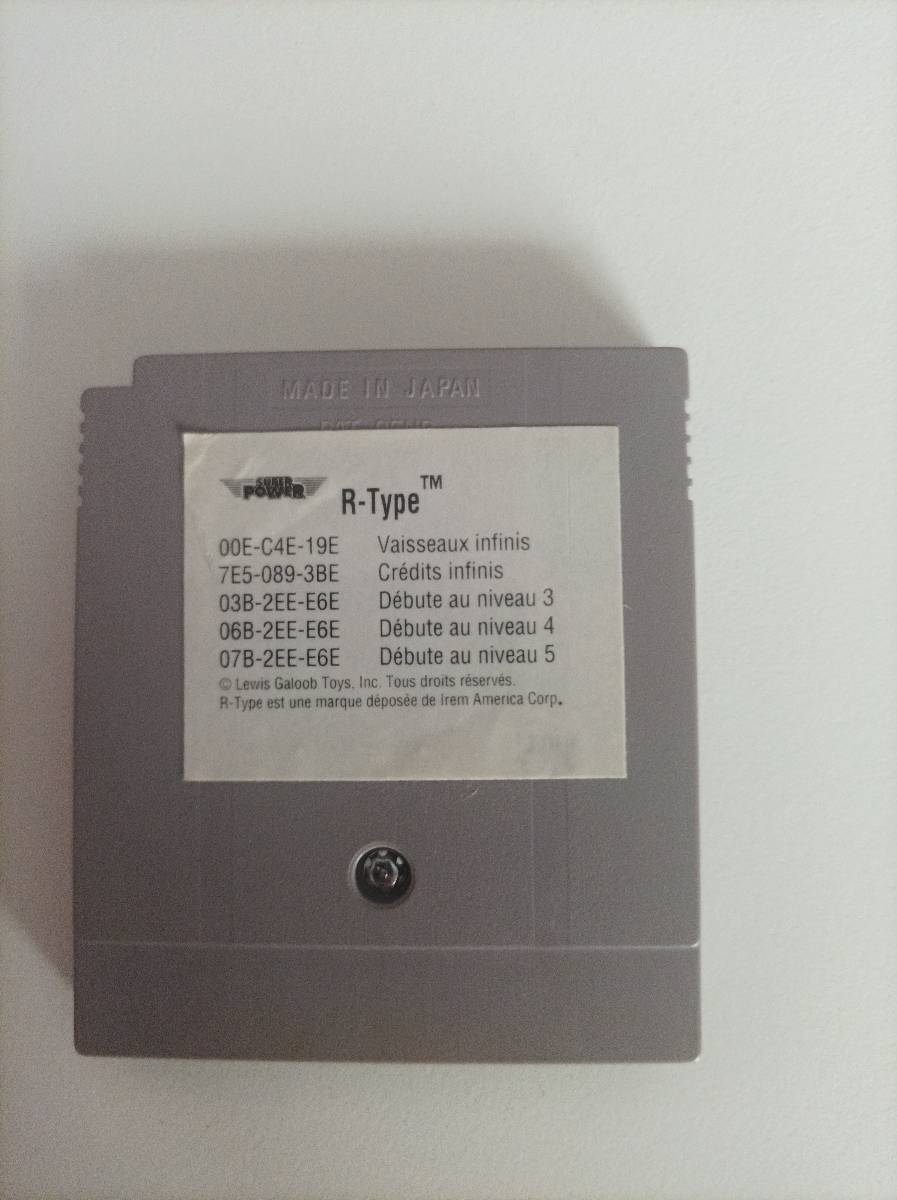 MADE IN JAPAN
PAT. PEND.
SUPER
POWER
R-Type™
00E-C4E-19E Vaisseaux infinis
7E5-089-3BE Crédits infinis
03B-2EE-E6E Débute au niveau 3
06B-2EE-E6E Débute au niveau 4
07B-2EE-E6E Débute au niveau 5
© Lewis Galoob Toys, Inc. Tous droits réservés.
R-Type est une marque déposée de Irem America Corp.